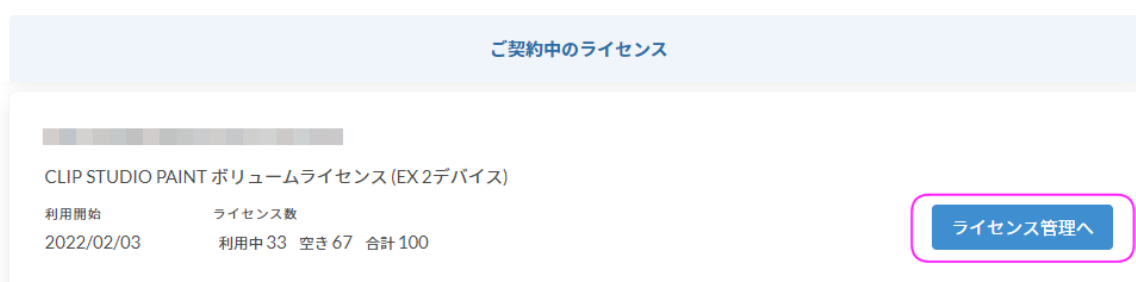 ご契約中のライセンス
CLIP STUDIO PAINT ボリュームライセンス (EX 2デバイス)
利用開始 ライセンス数
2022/02/03 利用中 33 空き 67 合計 100
ライセンス管理へ